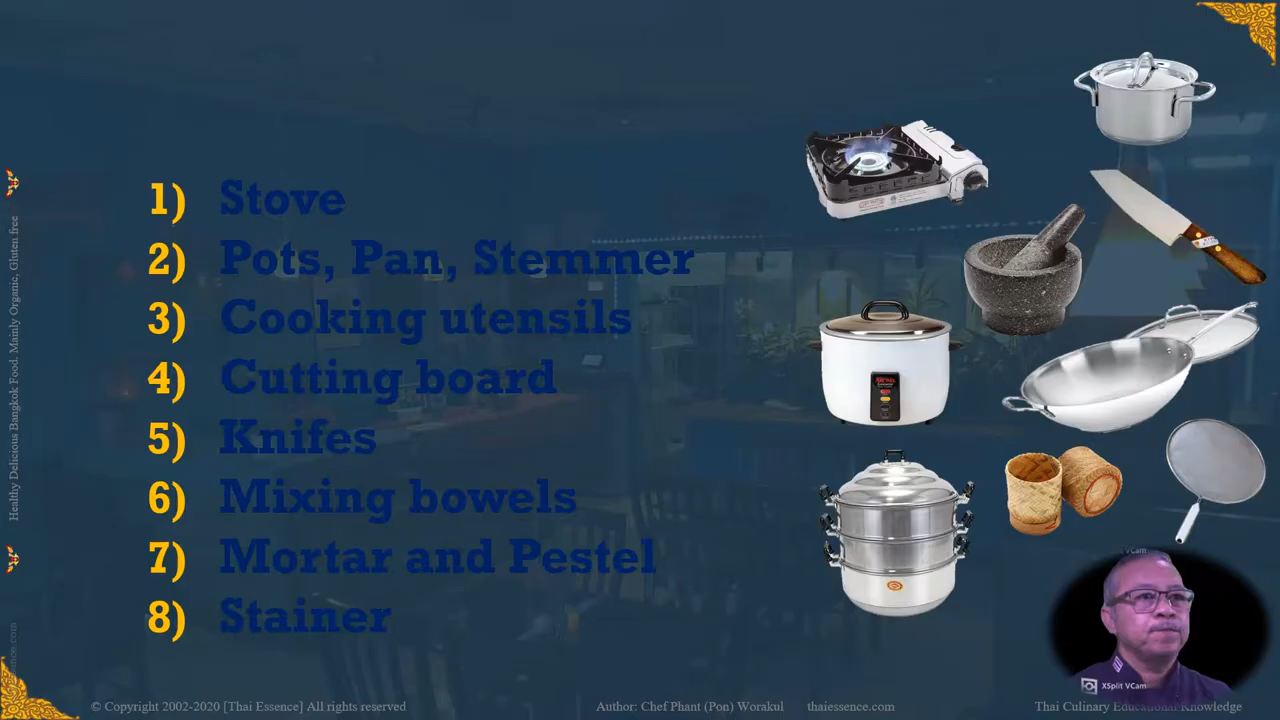 1) Stove
2) Pots, Pan, Stemmer
3) Cooking utensils
4) Cutting board
5) Knifes
6) Mixing bowels
7) Mortar and Pestel
8) Stainer
Healthy Delicious Bangkok Food. Mainly Organic, Gluten free
XSplit VCam
© Copyright 2002-2020 [Thai Essence] All rights reserved
Author: Chef Phant (Pon) Worakul
thaiessence.com
Thai Culinary Educational Knowledge